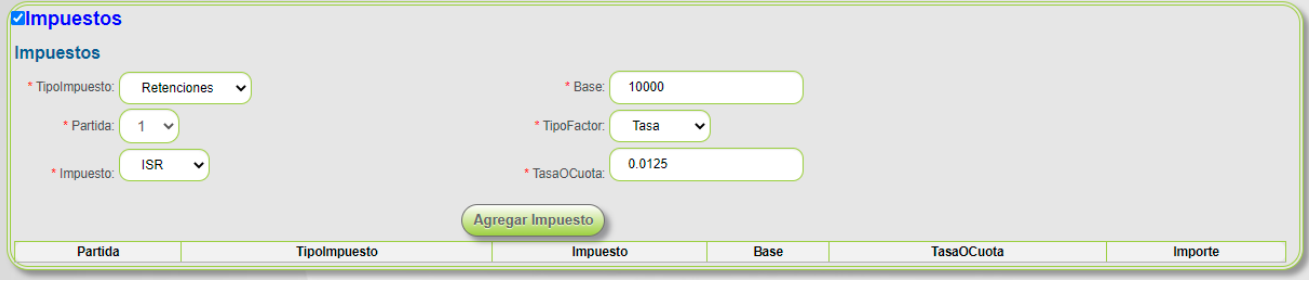 Impuestos
Impuestos
* TipoImpuesto: Retenciones * Base: 10000
* Partida: 1 * TipoFactor: Tasa
* Impuesto: ISR * TasaOCuota: 0.0125
Agregar Impuesto
Partida TipoImpuesto Impuesto Base TasaOCuota Importe